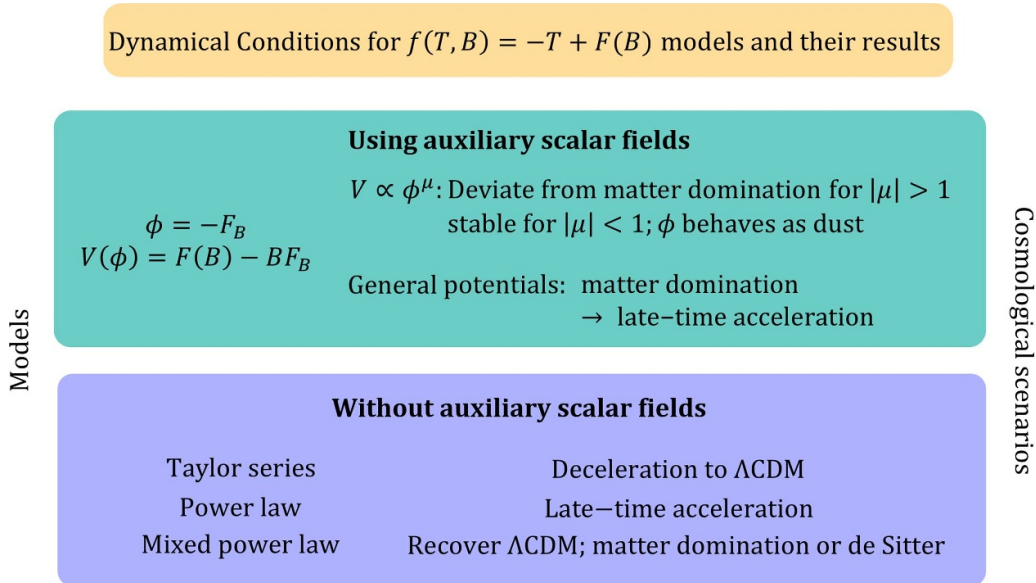 Dynamical Conditions for f(T, B) = −T + F(B) models and their results
Using auxiliary scalar fields
ϕ = −F_B
V(ϕ) = F(B) − BF_B
V ∝ ϕ^μ: Deviate from matter domination for |μ| > 1
stable for |μ| < 1; ϕ behaves as dust
General potentials: matter domination
→ late−time acceleration
Models
Cosmological scenarios
Without auxiliary scalar fields
Taylor series Deceleration to ΛCDM
Power law Late−time acceleration
Mixed power law Recover ΛCDM; matter domination or de Sitter